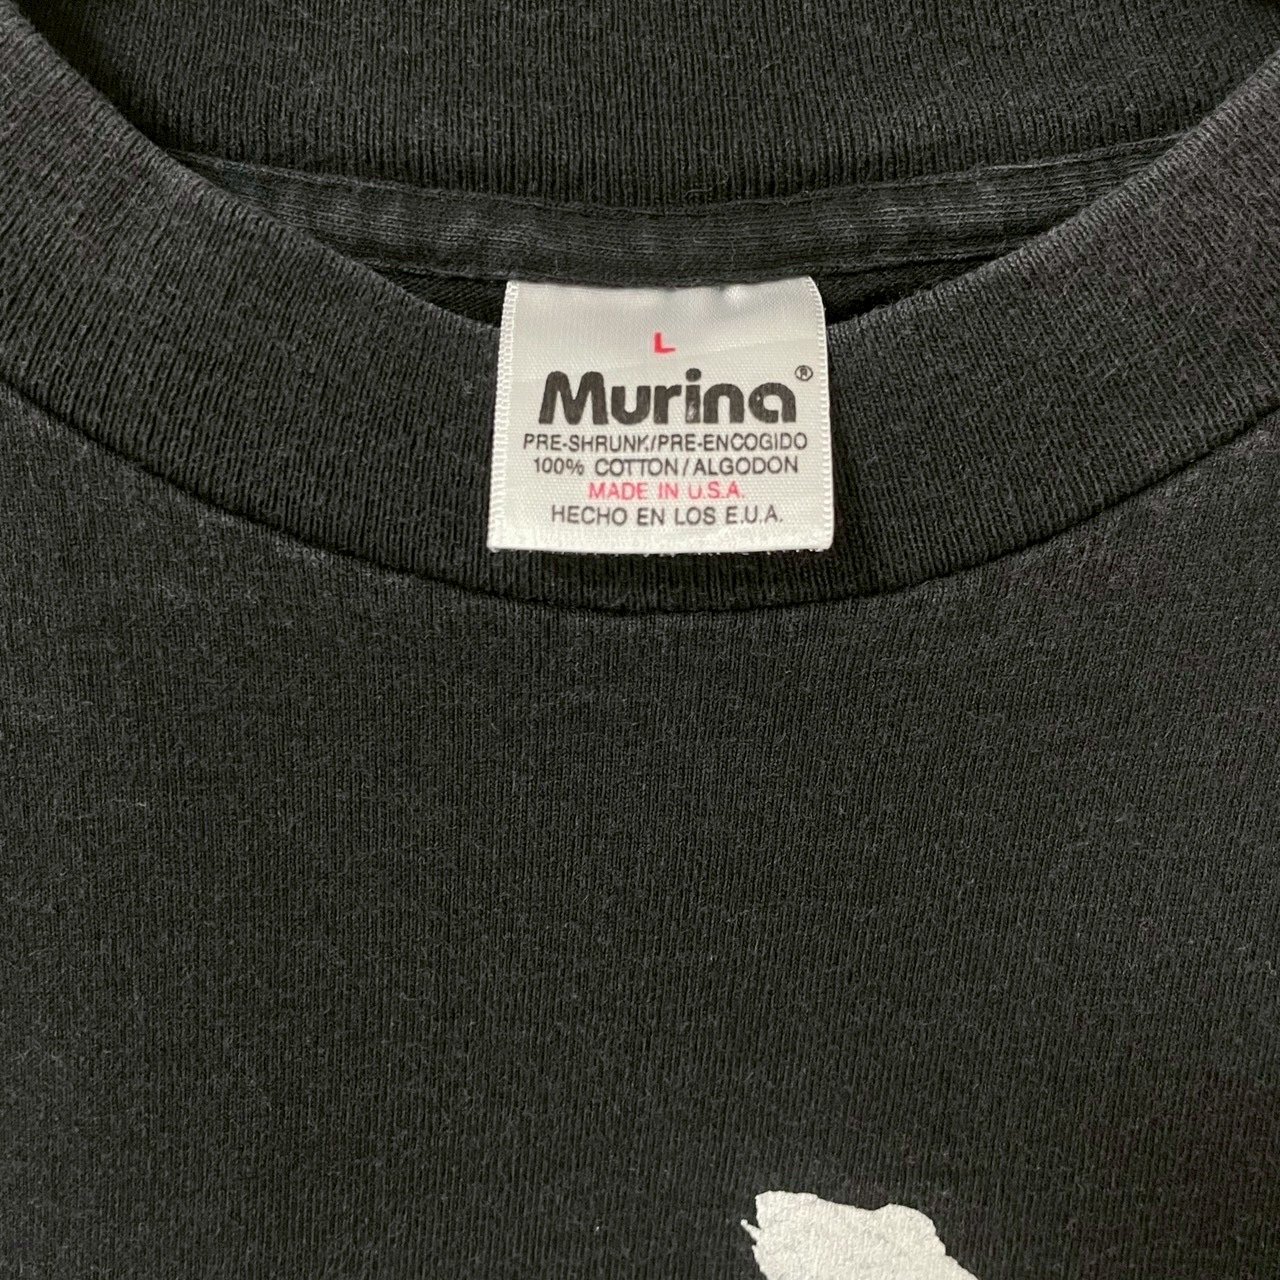 L
Murina®
PRE-SHRUNK/PRE-ENCOGIDO
100% COTTON/ALGODON
MADE IN U.S.A.
HECHO EN LOS E.U.A.